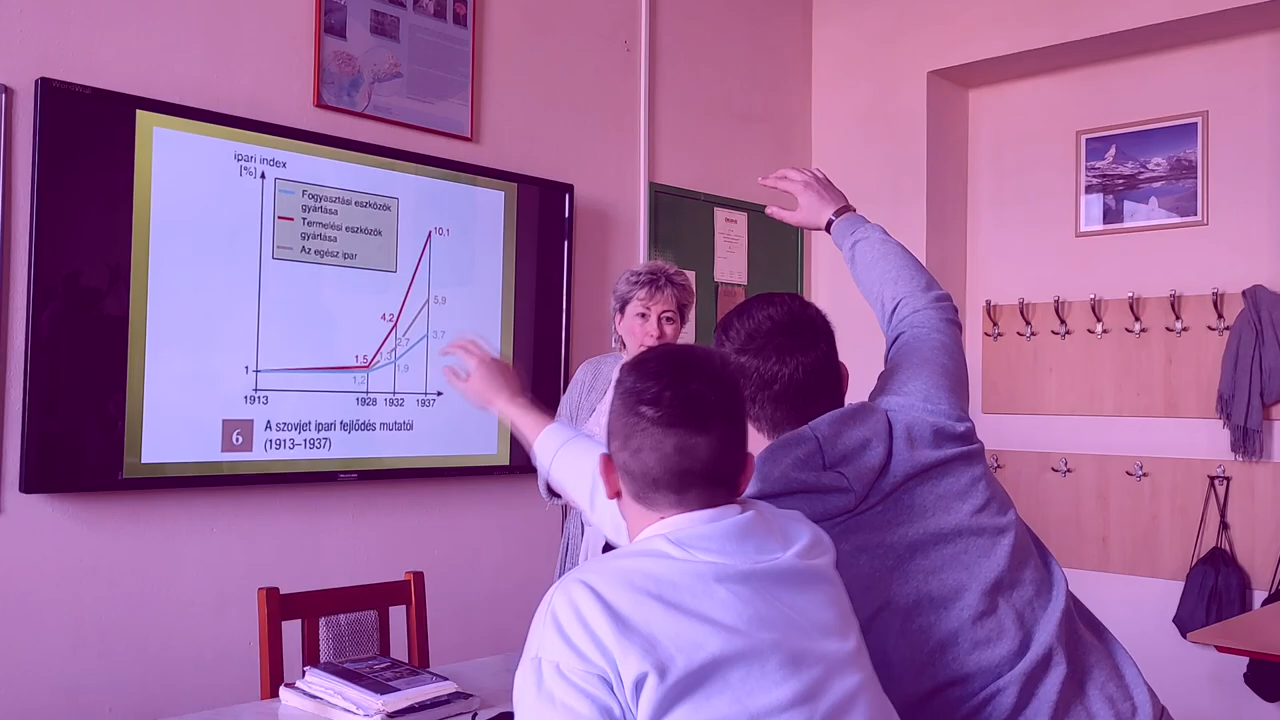 ipari index
[%]
Fogyasztási eszközök
gyártása
Termelési eszközök
gyártása
Az egész ipar
10,1
5,9
4,2
3,7
2,7
1,5
1,3
1,9
1
1,2
1913
1928
1932
1937
6
A szovjet ipari fejlődés mutatói
(1913–1937)